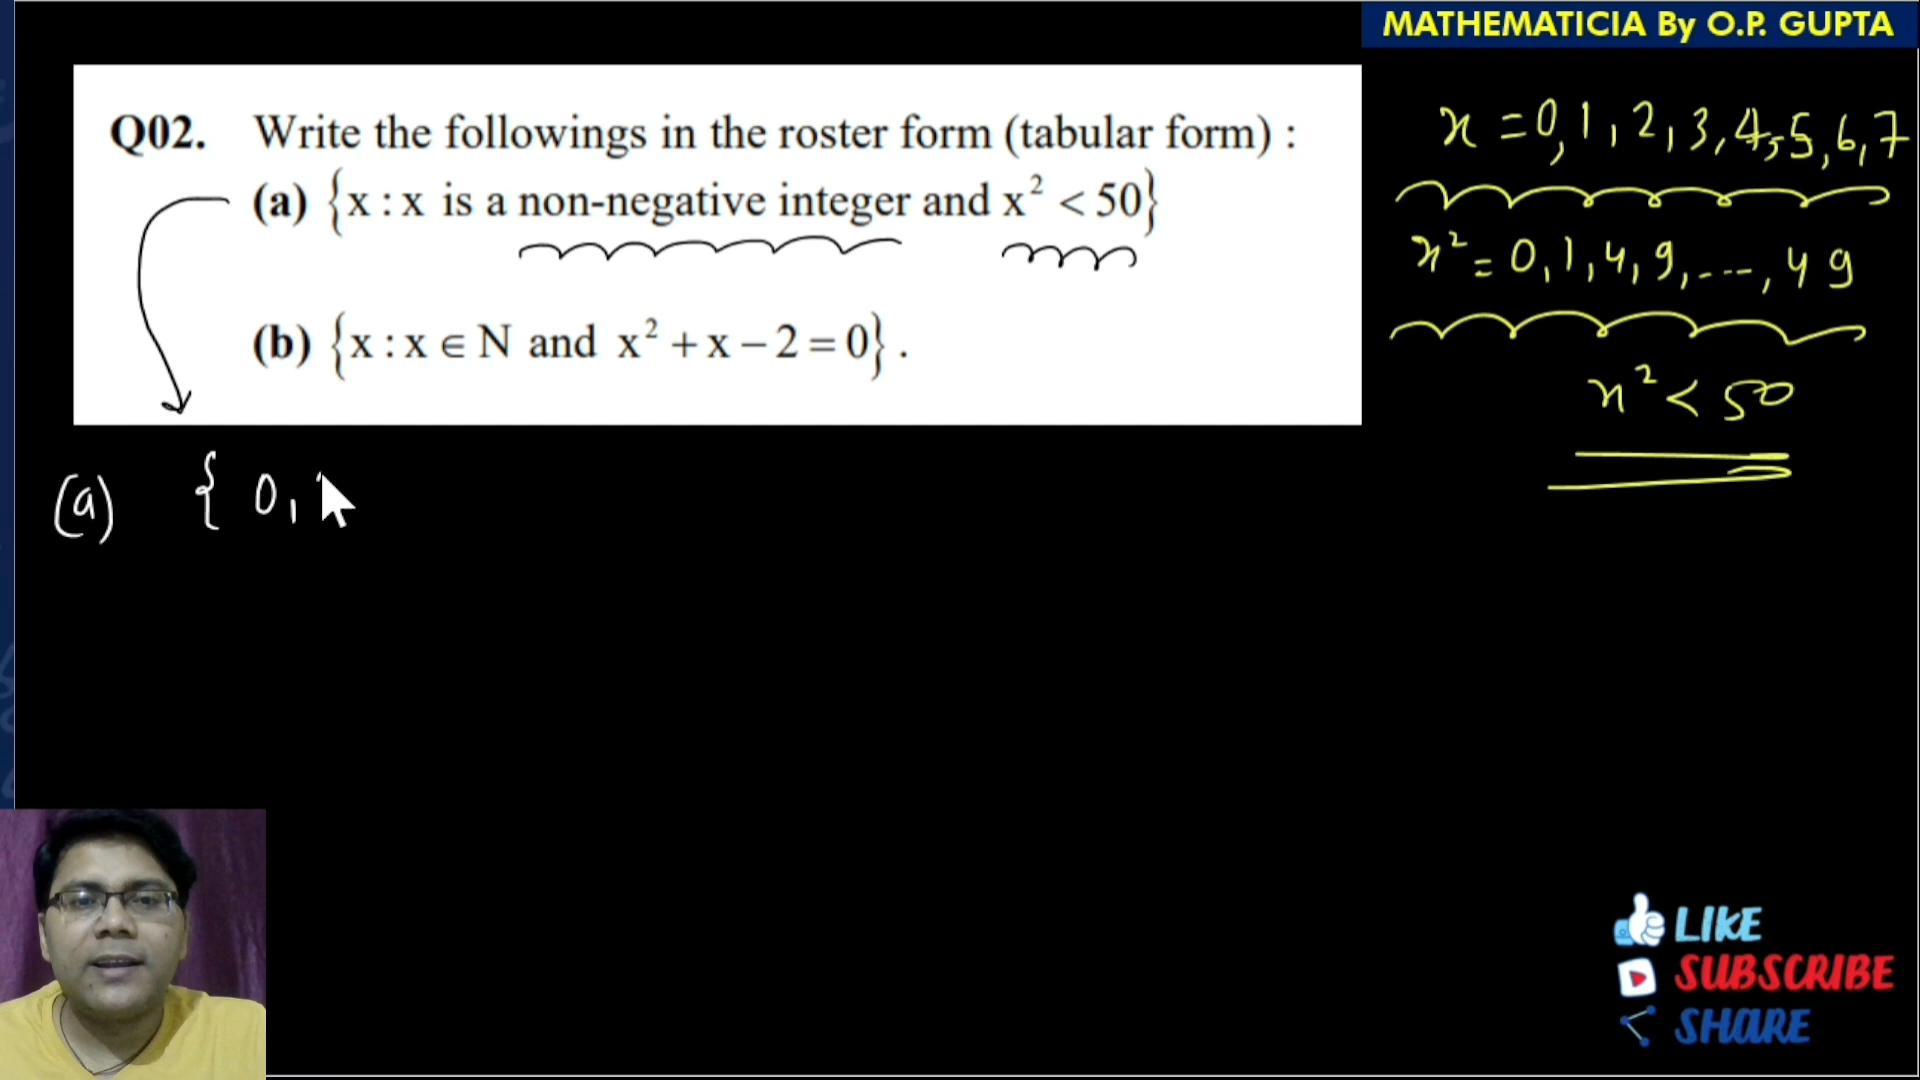 MATHEMATICIA By O.P. GUPTA
Q02. Write the followings in the roster form (tabular form) :
(a) {x : x is a non-negative integer and x² < 50}
(b) {x : x ∈ N and x² + x − 2 = 0} .
x = 0, 1, 2, 3, 4, 5, 6, 7
x² = 0, 1, 4, 9, ---, 49
x² < 50
(a) { 0,
LIKE
SUBSCRIBE
SHARE